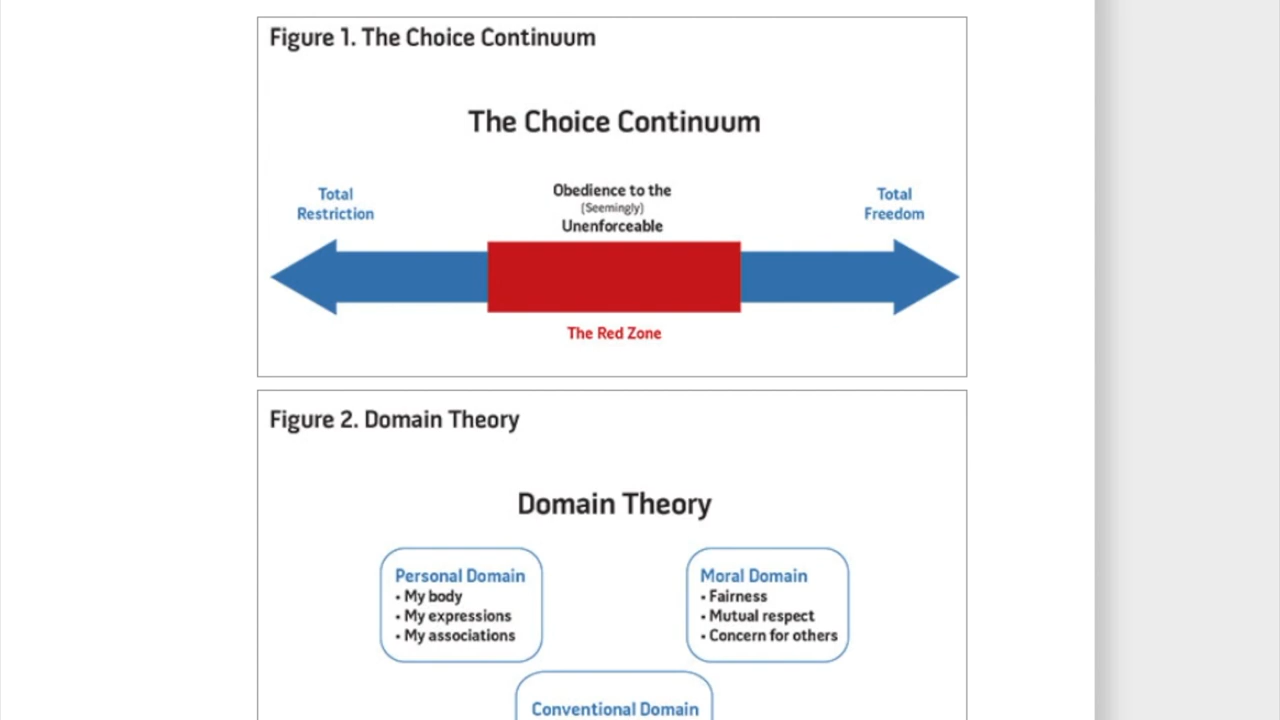 Figure 1. The Choice Continuum
The Choice Continuum
Total
Restriction
Obedience to the
(Seemingly)
Unenforceable
Total
Freedom
The Red Zone
Figure 2. Domain Theory
Domain Theory
Personal Domain
• My body
• My expressions
• My associations
Moral Domain
• Fairness
• Mutual respect
• Concern for others
Conventional Domain